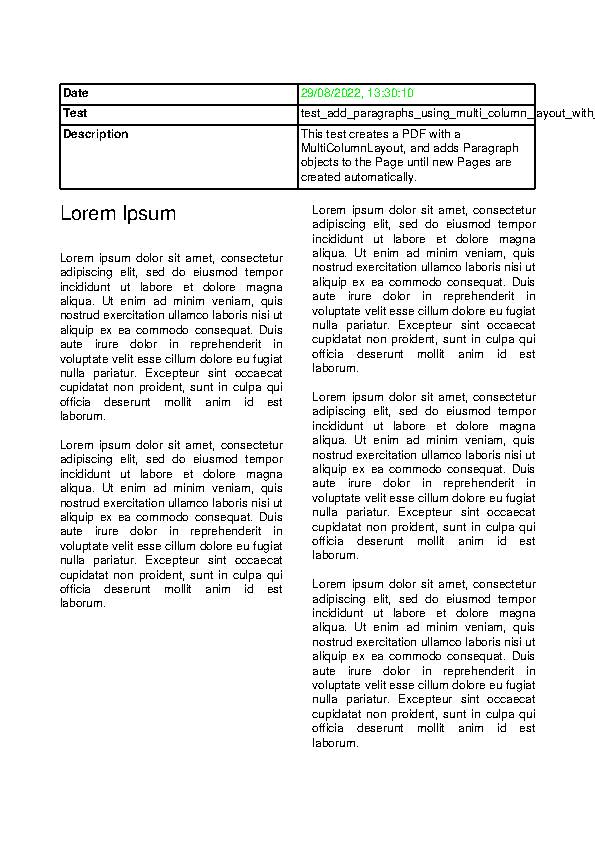 Date 29/08/2022, 13:30:10
Test test_add_paragraphs_using_multi_column_layout_with_
Description This test creates a PDF with a
MultiColumnLayout, and adds Paragraph
objects to the Page until new Pages are
created automatically.
Lorem Ipsum
Lorem ipsum dolor sit amet, consectetur
adipiscing elit, sed do eiusmod tempor
incididunt ut labore et dolore magna
aliqua. Ut enim ad minim veniam, quis
nostrud exercitation ullamco laboris nisi ut
aliquip ex ea commodo consequat. Duis
aute irure dolor in reprehenderit in
voluptate velit esse cillum dolore eu fugiat
nulla pariatur. Excepteur sint occaecat
cupidatat non proident, sunt in culpa qui
officia deserunt mollit anim id est
laborum.
Lorem ipsum dolor sit amet, consectetur
adipiscing elit, sed do eiusmod tempor
incididunt ut labore et dolore magna
aliqua. Ut enim ad minim veniam, quis
nostrud exercitation ullamco laboris nisi ut
aliquip ex ea commodo consequat. Duis
aute irure dolor in reprehenderit in
voluptate velit esse cillum dolore eu fugiat
nulla pariatur. Excepteur sint occaecat
cupidatat non proident, sunt in culpa qui
officia deserunt mollit anim id est
laborum.
Lorem ipsum dolor sit amet, consectetur
adipiscing elit, sed do eiusmod tempor
incididunt ut labore et dolore magna
aliqua. Ut enim ad minim veniam, quis
nostrud exercitation ullamco laboris nisi ut
aliquip ex ea commodo consequat. Duis
aute irure dolor in reprehenderit in
voluptate velit esse cillum dolore eu fugiat
nulla pariatur. Excepteur sint occaecat
cupidatat non proident, sunt in culpa qui
officia deserunt mollit anim id est
laborum.
Lorem ipsum dolor sit amet, consectetur
adipiscing elit, sed do eiusmod tempor
incididunt ut labore et dolore magna
aliqua. Ut enim ad minim veniam, quis
nostrud exercitation ullamco laboris nisi ut
aliquip ex ea commodo consequat. Duis
aute irure dolor in reprehenderit in
voluptate velit esse cillum dolore eu fugiat
nulla pariatur. Excepteur sint occaecat
cupidatat non proident, sunt in culpa qui
officia deserunt mollit anim id est
laborum.
Lorem ipsum dolor sit amet, consectetur
adipiscing elit, sed do eiusmod tempor
incididunt ut labore et dolore magna
aliqua. Ut enim ad minim veniam, quis
nostrud exercitation ullamco laboris nisi ut
aliquip ex ea commodo consequat. Duis
aute irure dolor in reprehenderit in
voluptate velit esse cillum dolore eu fugiat
nulla pariatur. Excepteur sint occaecat
cupidatat non proident, sunt in culpa qui
officia deserunt mollit anim id est
laborum.